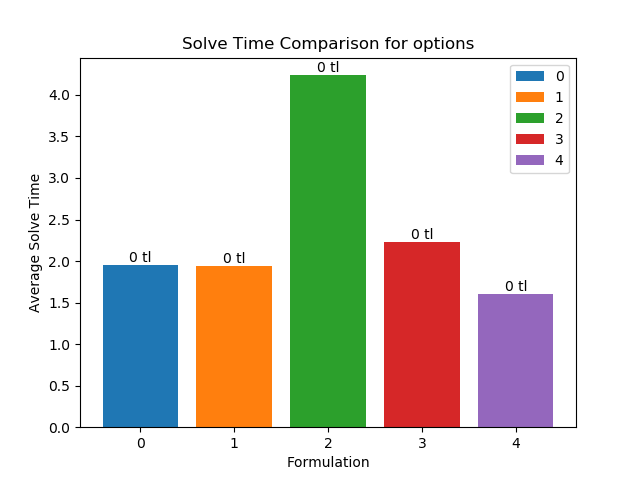 Solve Time Comparison for options
Average Solve Time
4.0
3.5
3.0
2.5
2.0
1.5
1.0
0.5
0.0
0 tl
0 tl
0 tl
0 tl
0 tl
0
1
2
3
4
0
1
2
3
4
Formulation